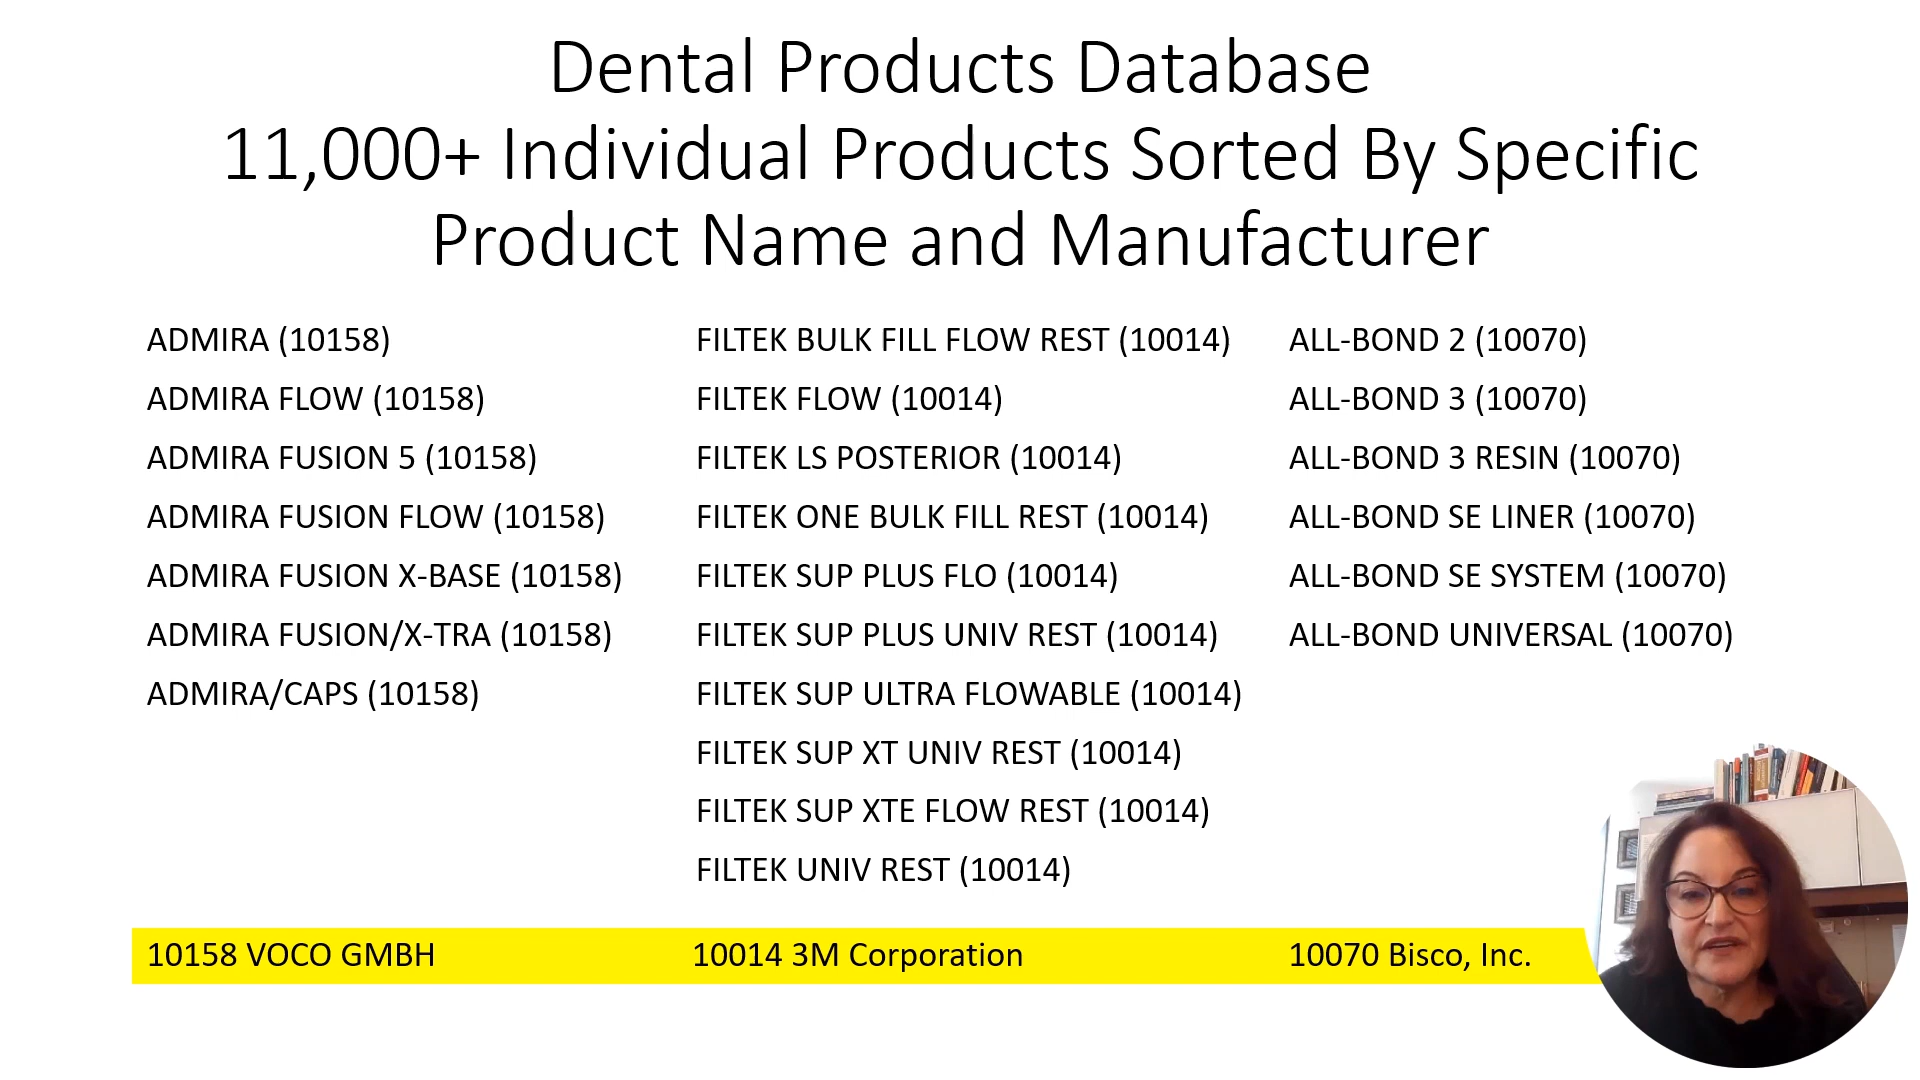 Dental Products Database
11,000+ Individual Products Sorted By Specific
Product Name and Manufacturer
ADMIRA (10158)
ADMIRA FLOW (10158)
ADMIRA FUSION 5 (10158)
ADMIRA FUSION FLOW (10158)
ADMIRA FUSION X-BASE (10158)
ADMIRA FUSION/X-TRA (10158)
ADMIRA/CAPS (10158)
FILTEK BULK FILL FLOW REST (10014)
FILTEK FLOW (10014)
FILTEK LS POSTERIOR (10014)
FILTEK ONE BULK FILL REST (10014)
FILTEK SUP PLUS FLO (10014)
FILTEK SUP PLUS UNIV REST (10014)
FILTEK SUP ULTRA FLOWABLE (10014)
FILTEK SUP XT UNIV REST (10014)
FILTEK SUP XTE FLOW REST (10014)
FILTEK UNIV REST (10014)
ALL-BOND 2 (10070)
ALL-BOND 3 (10070)
ALL-BOND 3 RESIN (10070)
ALL-BOND SE LINER (10070)
ALL-BOND SE SYSTEM (10070)
ALL-BOND UNIVERSAL (10070)
10158 VOCO GMBH
10014 3M Corporation
10070 Bisco, Inc.